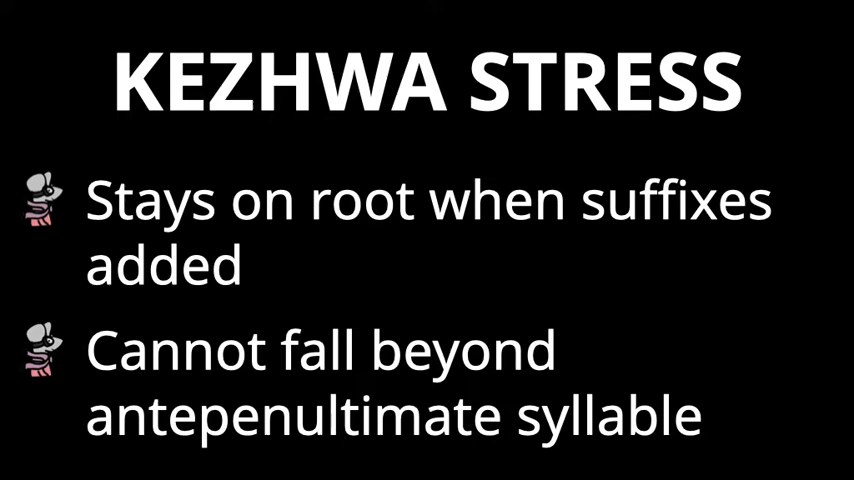 KEZHWA STRESS
Stays on root when suffixes
added
Cannot fall beyond
antepenultimate syllable